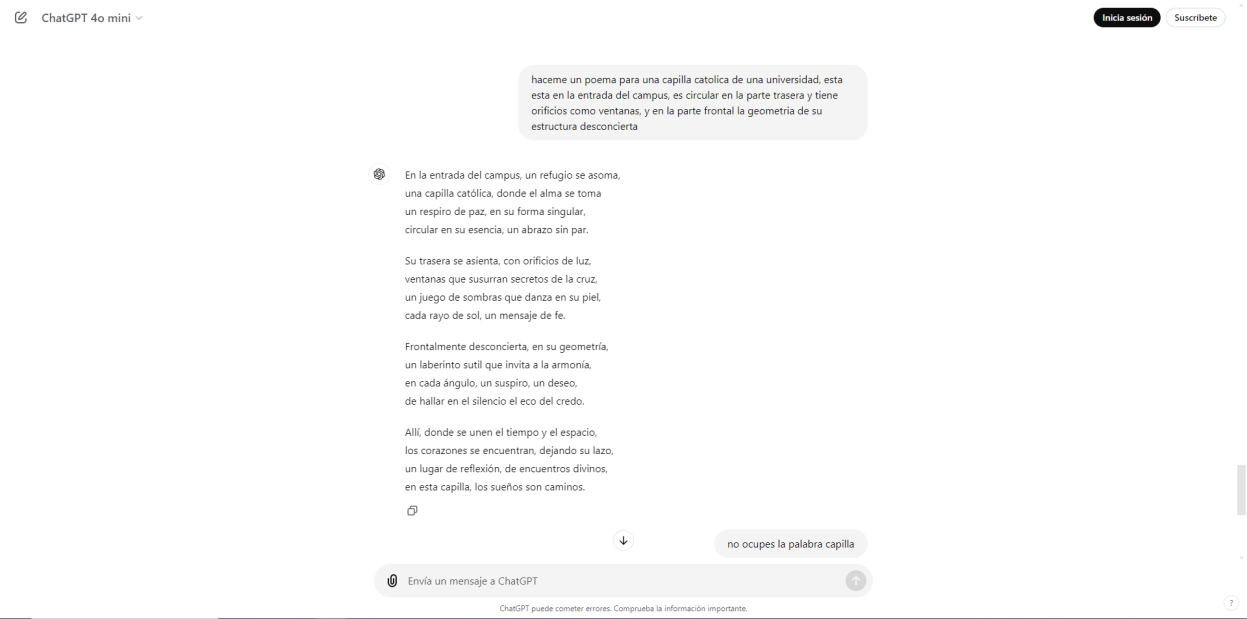 ChatGPT 4o mini
Inicia sesión
Suscríbete
haceme un poema para una capilla catolica de una universidad, esta
esta en la entrada del campus, es circular en la parte trasera y tiene
orificios como ventanas, y en la parte frontal la geometria de su
estructura desconcierta
En la entrada del campus, un refugio se asoma,
una capilla católica, donde el alma se toma
un respiro de paz, en su forma singular,
circular en su esencia, un abrazo sin par.
Su trasera se asienta, con orificios de luz,
ventanas que susurran secretos de la cruz,
un juego de sombras que danza en su piel,
cada rayo de sol, un mensaje de fe.
Frontalmente desconcierta, en su geometría,
un laberinto sutil que invita a la armonía,
en cada ángulo, un suspiro, un deseo,
de hallar en el silencio el eco del credo.
Allí, donde se unen el tiempo y el espacio,
los corazones se encuentran, dejando su lazo,
un lugar de reflexión, de encuentros divinos,
en esta capilla, los sueños son caminos.
no ocupes la palabra capilla
Envía un mensaje a ChatGPT
ChatGPT puede cometer errores. Comprueba la información importante.
?